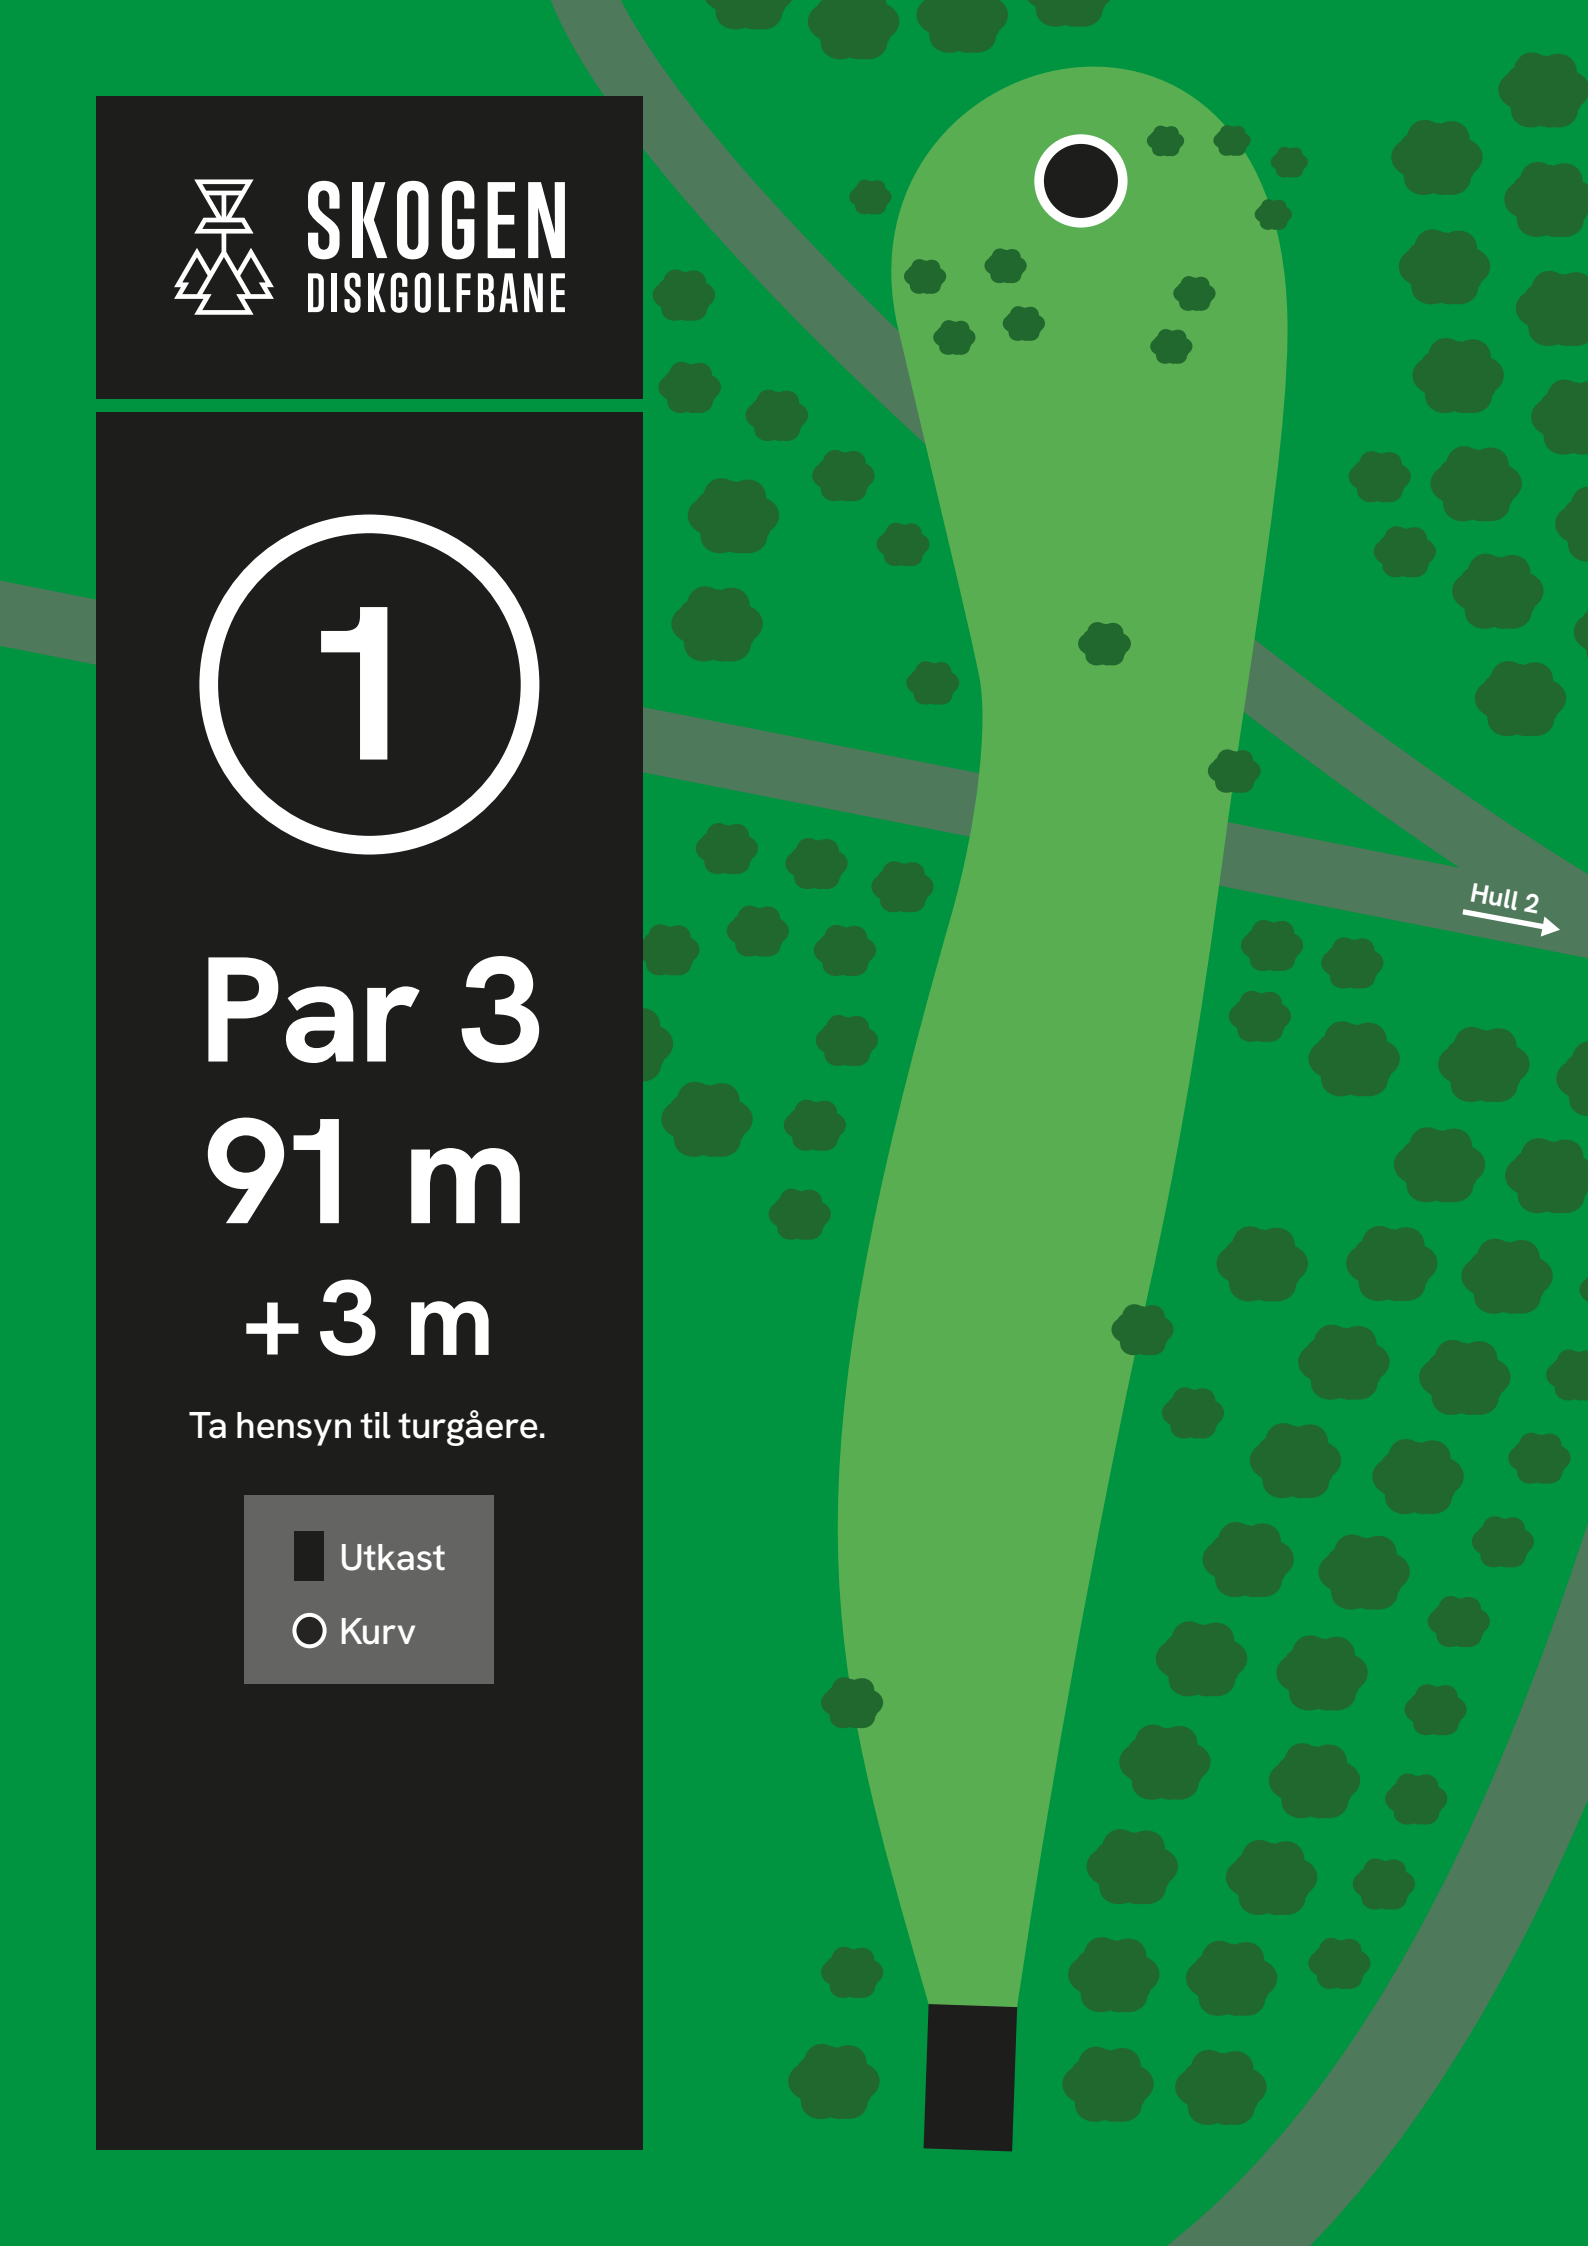 SKOGEN
DISKGOLFBANE
1
Par 3
91 m
+3 m
Ta hensyn til turgåere.
Utkast
Kurv
Hull 2